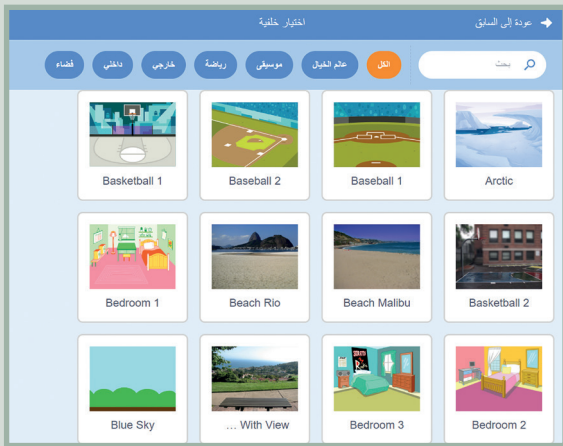 عودة إلى السابق
اختيار خلفية
بحث
الكل
عالم الخيال
موسيقى
رياضة
خارجي
داخلي
فضاء
Arctic
Baseball 1
Baseball 2
Basketball 1
Basketball 2
Beach Malibu
Beach Rio
Bedroom 1
Bedroom 2
Bedroom 3
With View ...
Blue Sky